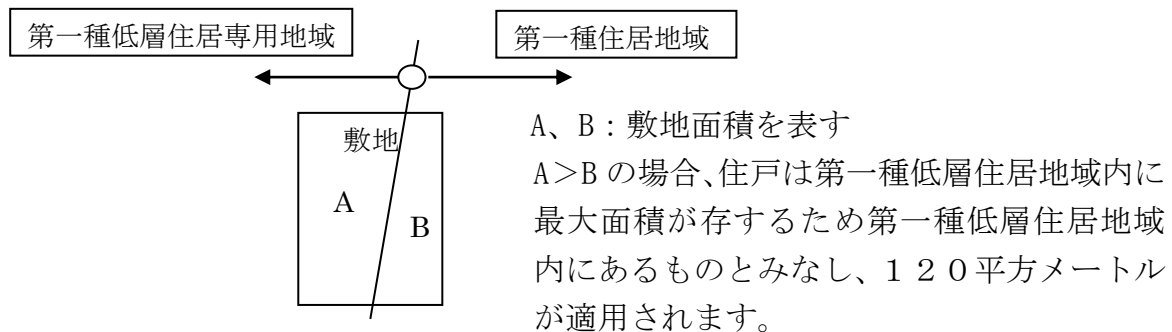 第一種低層住居専用地域
第一種住居地域
敷地
A
B
A、B：敷地面積を表す
A＞B の場合、住戸は第一種低層住居地域内に
最大面積が存するため第一種低層住居地域
内にあるものとみなし、１２０平方メートル
が適用されます。